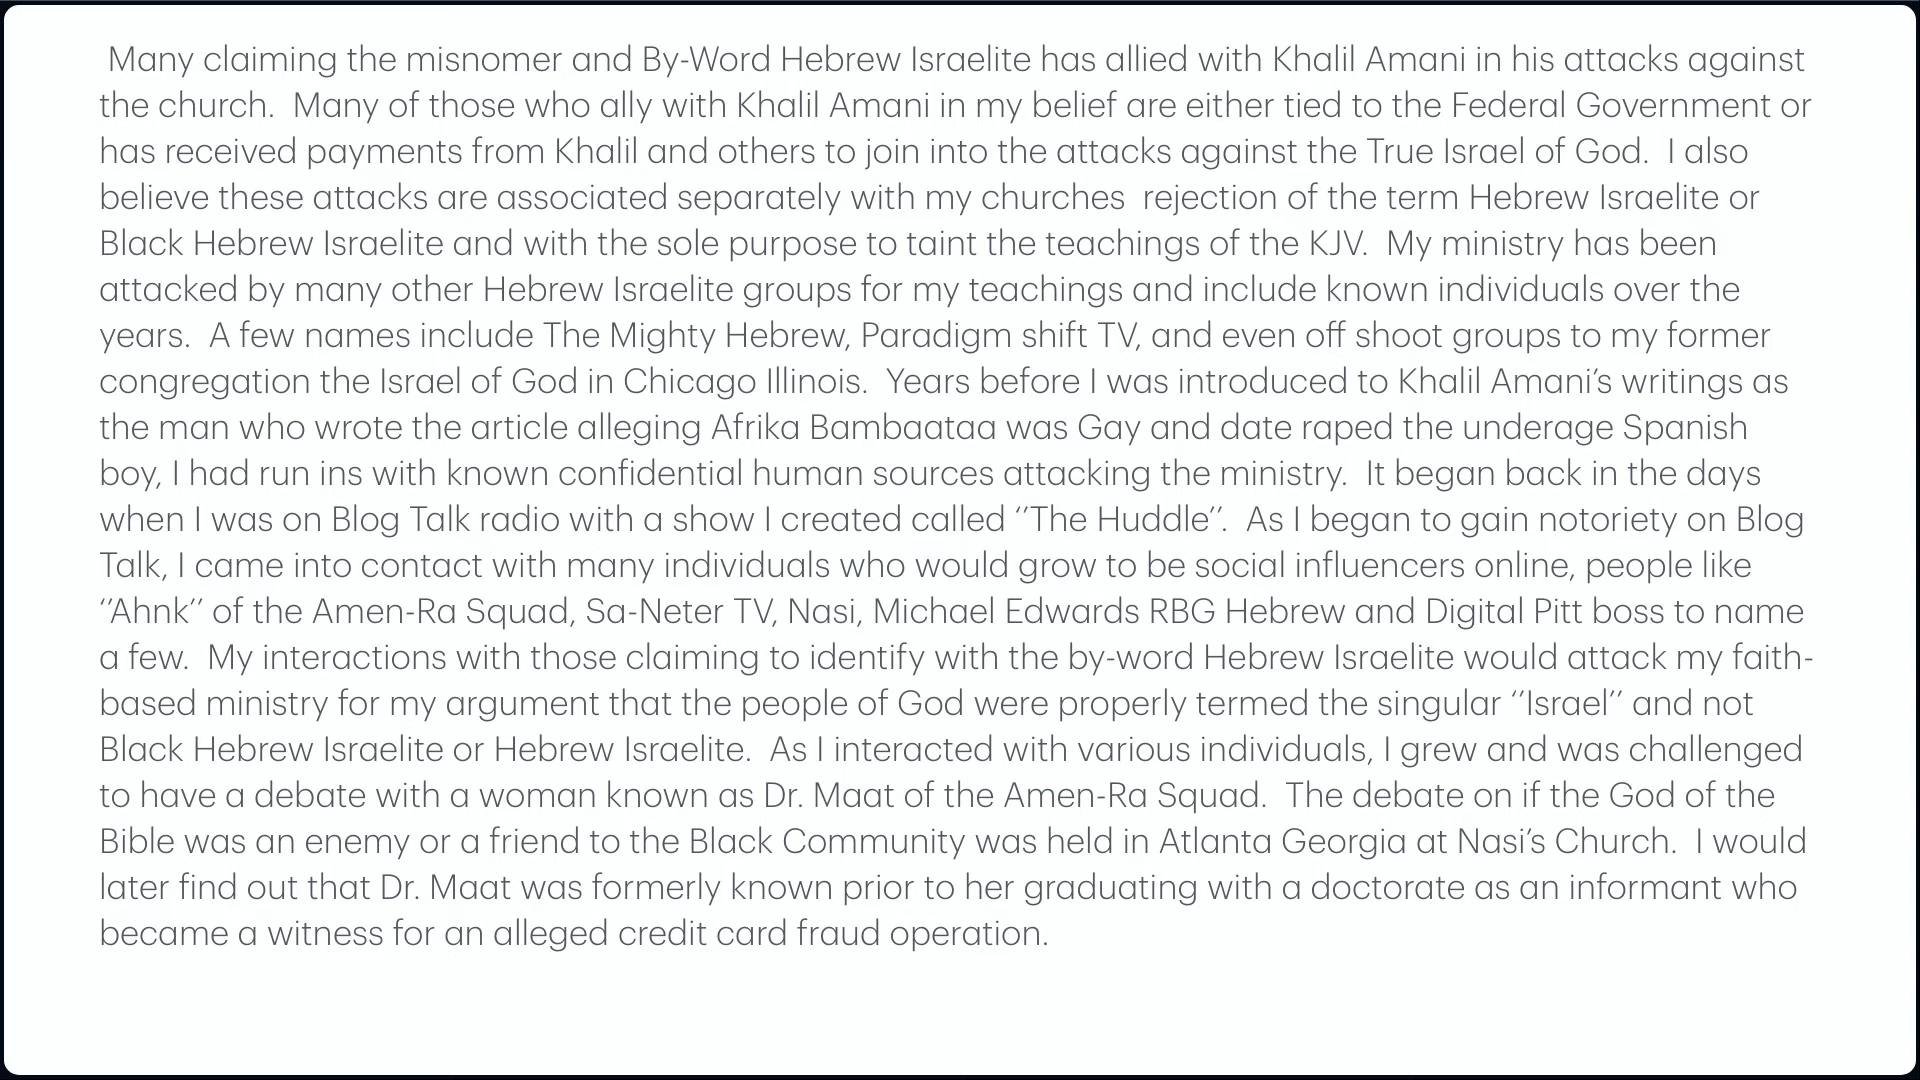 Many claiming the misnomer and By-Word Hebrew Israelite has allied with Khalil Amani in his attacks against
the church.  Many of those who ally with Khalil Amani in my belief are either tied to the Federal Government or
has received payments from Khalil and others to join into the attacks against the True Israel of God.  I also
believe these attacks are associated separately with my churches  rejection of the term Hebrew Israelite or
Black Hebrew Israelite and with the sole purpose to taint the teachings of the KJV.  My ministry has been
attacked by many other Hebrew Israelite groups for my teachings and include known individuals over the
years.  A few names include The Mighty Hebrew, Paradigm shift TV, and even off shoot groups to my former
congregation the Israel of God in Chicago Illinois.  Years before I was introduced to Khalil Amani’s writings as
the man who wrote the article alleging Afrika Bambaataa was Gay and date raped the underage Spanish
boy, I had run ins with known confidential human sources attacking the ministry.  It began back in the days
when I was on Blog Talk radio with a show I created called ‘’The Huddle’’.  As I began to gain notoriety on Blog
Talk, I came into contact with many individuals who would grow to be social influencers online, people like
‘’Ahnk’’ of the Amen-Ra Squad, Sa-Neter TV, Nasi, Michael Edwards RBG Hebrew and Digital Pitt boss to name
a few.  My interactions with those claiming to identify with the by-word Hebrew Israelite would attack my faith-
based ministry for my argument that the people of God were properly termed the singular ‘’Israel’’ and not
Black Hebrew Israelite or Hebrew Israelite.  As I interacted with various individuals, I grew and was challenged
to have a debate with a woman known as Dr. Maat of the Amen-Ra Squad.  The debate on if the God of the
Bible was an enemy or a friend to the Black Community was held in Atlanta Georgia at Nasi’s Church.  I would
later find out that Dr. Maat was formerly known prior to her graduating with a doctorate as an informant who
became a witness for an alleged credit card fraud operation.